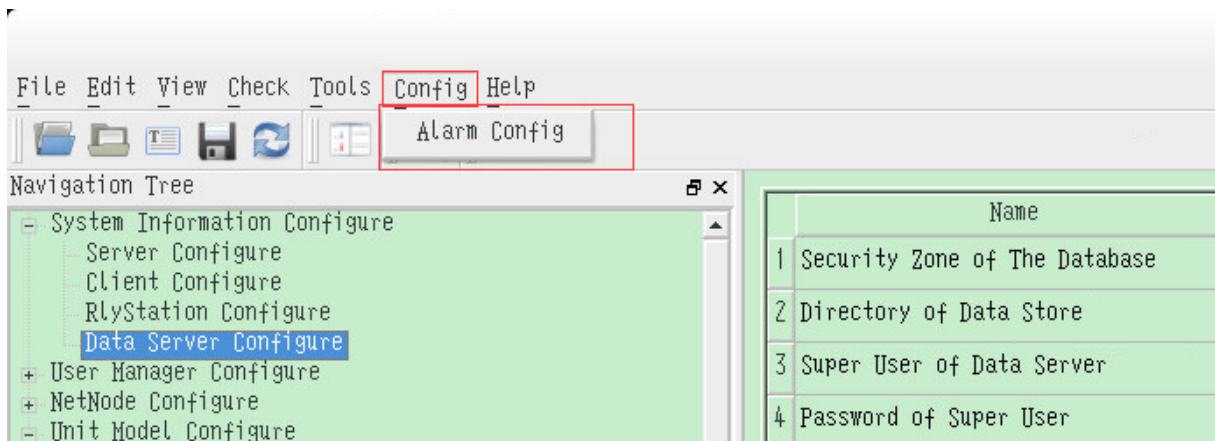 File Edit View Check Tools Config Help
Alarm Config
Navigation Tree
System Information Configure
Server Configure
Client Configure
RlyStation Configure
Data Server Configure
User Manager Configure
NetNode Configure
Unit Model Configure
Name
1 Security Zone of The Database
2 Directory of Data Store
3 Super User of Data Server
4 Password of Super User